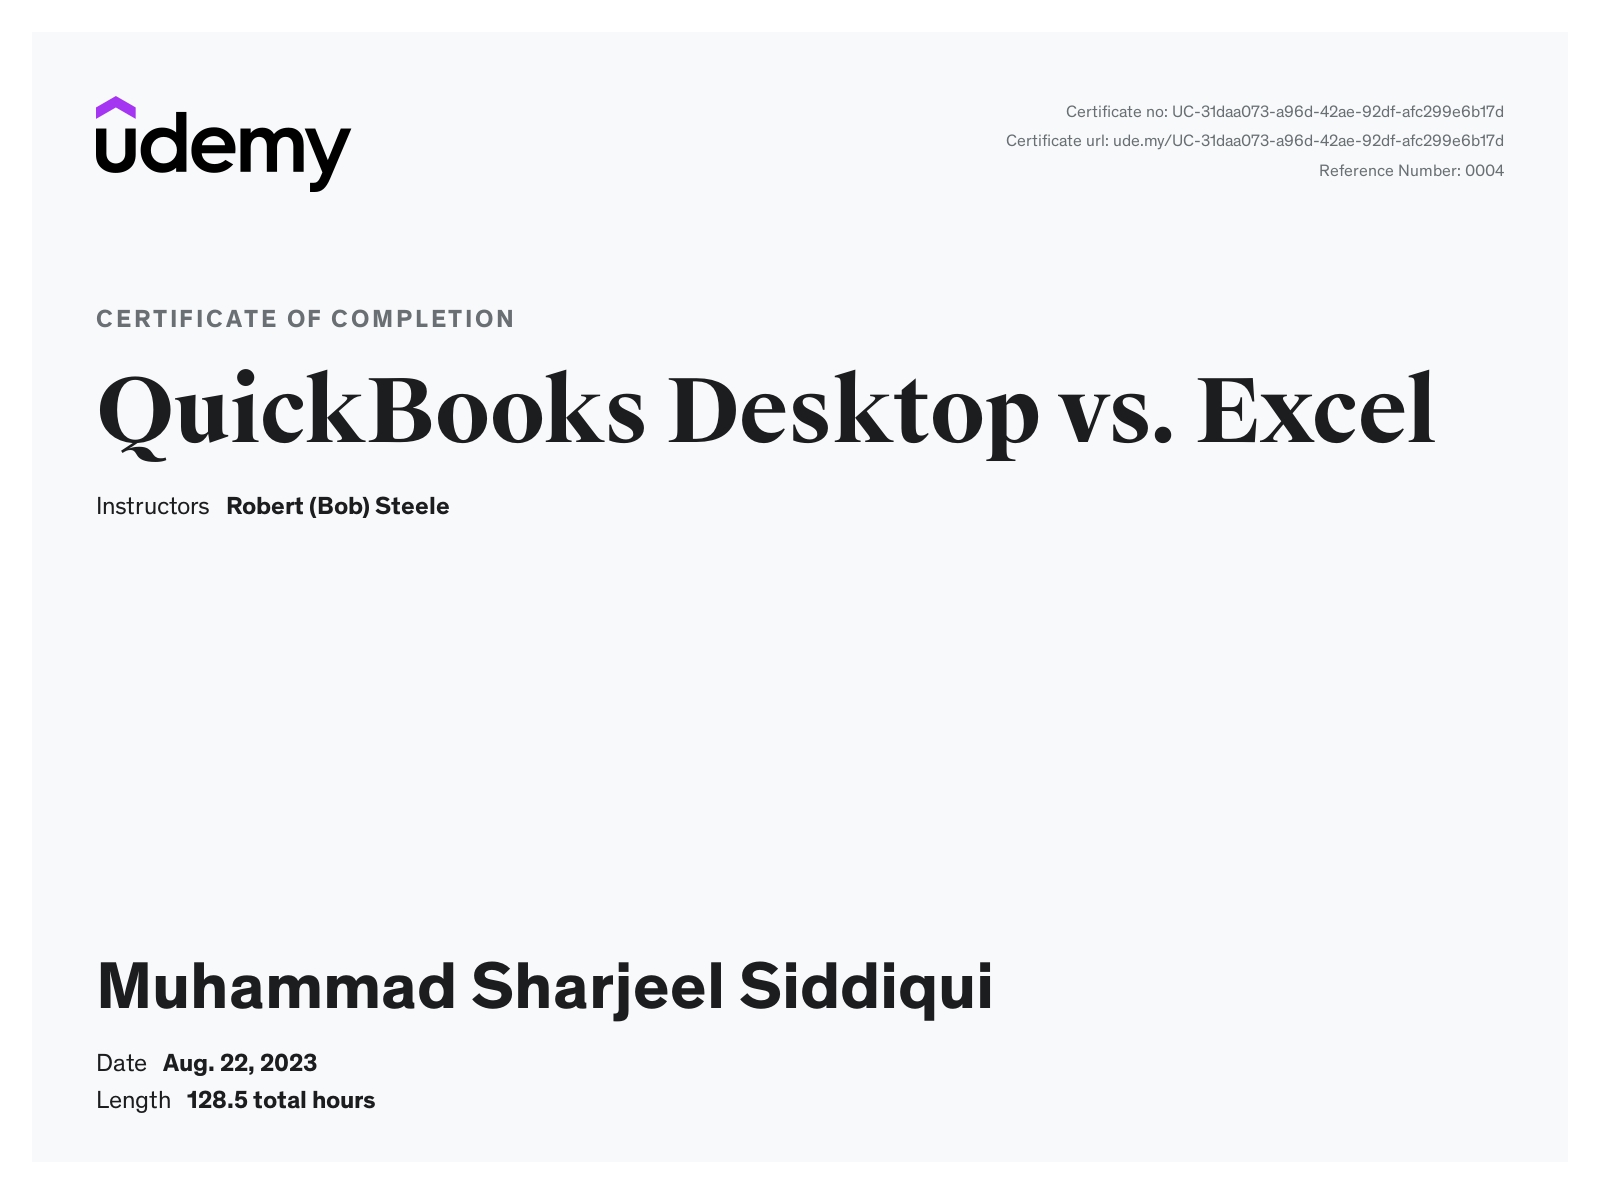 udemy
Certificate no: UC-31daa073-a96d-42ae-92df-afc299e6b17d
Certificate url: ude.my/UC-31daa073-a96d-42ae-92df-afc299e6b17d
Reference Number: 0004
CERTIFICATE OF COMPLETION
QuickBooks Desktop vs. Excel
Instructors Robert (Bob) Steele
Muhammad Sharjeel Siddiqui
Date Aug. 22, 2023
Length 128.5 total hours